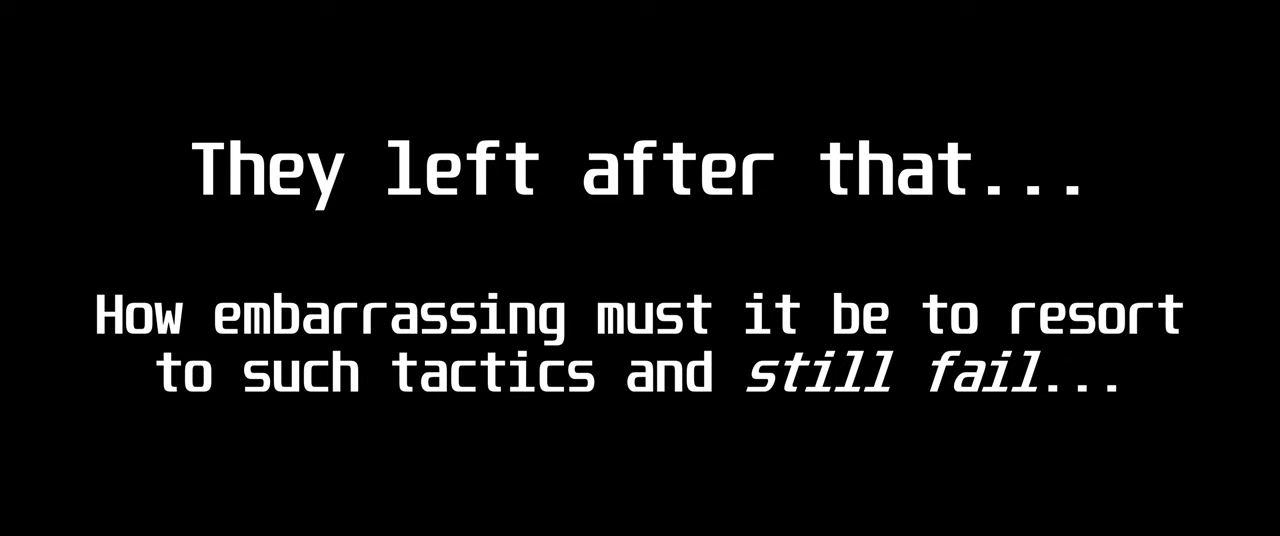 They left after that...
How embarrassing must it be to resort
to such tactics and still fail...